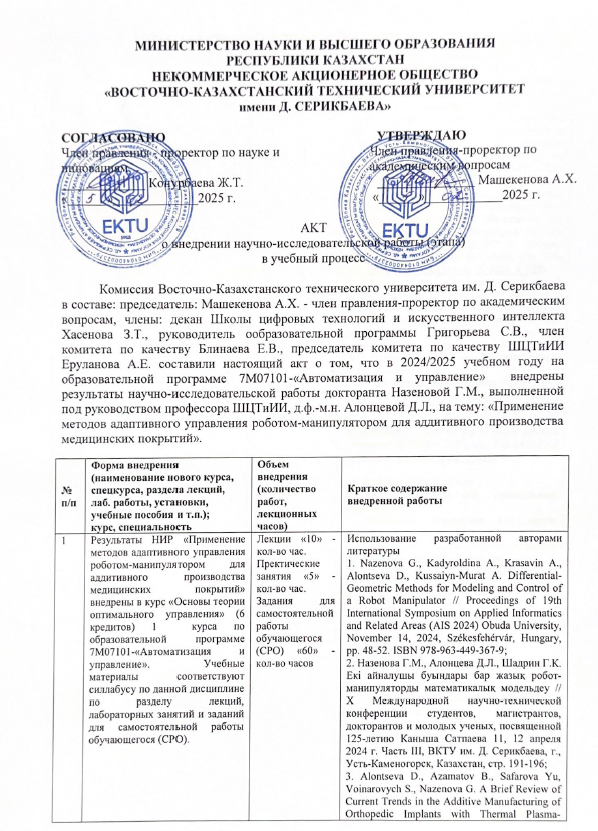 МИНИСТЕРСТВО НАУКИ И ВЫСШЕГО ОБРАЗОВАНИЯ
РЕСПУБЛИКИ КАЗАХСТАН
НЕКОММЕРЧЕСКОЕ АКЦИОНЕРНОЕ ОБЩЕСТВО
«ВОСТОЧНО-КАЗАХСТАНСКИЙ ТЕХНИЧЕСКИЙ УНИВЕРСИТЕТ
имени Д. СЕРИКБАЕВА»
СОГЛАСОВАНО
Член правления - проректор по науке и
инновациям
Конурбаева Ж.Т.
2025 г.
EKTU
УТВЕРЖДАЮ
Член правления-проректор по
академическим вопросам
Машекенова А.Х.
2025 г.
EKTU
АКТ
о внедрении научно-исследовательской работы (этапа)
в учебный процесс
Комиссия Восточно-Казахстанского технического университета им. Д. Серикбаева
в составе: председатель: Машекенова А.Х. - член правления-проректор по академическим
вопросам, члены: декан Школы цифровых технологий и искусственного интеллекта
Хасенова З.Т., руководитель ообразовательной программы Григорьева С.В., член
комитета по качеству Блинаева Е.В., председатель комитета по качеству ШЦТиИИ
Еруланова А.Е. составили настоящий акт о том, что в 2024/2025 учебном году на
образовательной программе 7М07101-«Автоматизация и управление» внедрены
результаты научно-исследовательской работы докторанта Назеновой Г.М., выполненной
под руководством профессора ШЦТиИИ, д.ф.-м.н. Алонцевой Д.Л., на тему: «Применение
методов адаптивного управления роботом-манипулятором для аддитивного производства
медицинских покрытий».
№
п/п
Форма внедрения
(наименование нового курса,
спецкурса, раздела лекций,
лаб. работы, установки,
учебные пособия и т.п.);
курс, специальность
Объем
внедрения
(количество
работ,
лекционных
часов)
Краткое содержание
внедренной работы
1
Результаты НИР «Применение
методов адаптивного управления
роботом-манипулятором для
аддитивного производства
медицинских покрытий»
внедрены в курс «Основы теории
оптимального управления» (6
кредитов) 1 курса по
образовательной программе
7М07101-«Автоматизация и
управление». Учебные
материалы соответствуют
силлабусу по данной дисциплине
по разделу лекций,
лабораторных занятий и заданий
для самостоятельной работы
обучающегося (СРО).
Лекции «10» -
кол-во час.
Пректические
занятия «5» -
кол-во час.
Задания для
самостоятельной
работы
обучающегося
(СРО) «60» -
кол-во часов
Использование разработанной авторами
литературы
1. Nazenova G., Kadyroldina A., Krasavin A.,
Alontseva D., Kussaiyn-Murat A. Differential-
Geometric Methods for Modeling and Control of
a Robot Manipulator // Proceedings of 19th
International Symposium on Applied Informatics
and Related Areas (AIS 2024) Obuda University,
November 14, 2024, Székesfehérvár, Hungary,
pp. 48-52. ISBN 978-963-449-367-9;
2. Назенова Г.М., Алонцева Д.Л., Шадрин Г.К.
Екі айналушы буындары бар жазық робот-
манипуляторды математикалық модельдеу //
X Международной научно-технической
конференции студентов, магистрантов,
докторантов и молодых ученых, посвященной
125-летию Каныша Сатпаева 11, 12 апреля
2024 г. Часть III, ВКТУ им. Д. Серикбаева, г.,
Усть-Каменогорск, Казахстан, стр. 191-196;
3. Alontseva D., Azamatov B., Safarova Yu,
Voinarovych S., Nazenova G. A Brief Review of
Current Trends in the Additive Manufacturing of
Orthopedic Implants with Thermal Plasma-